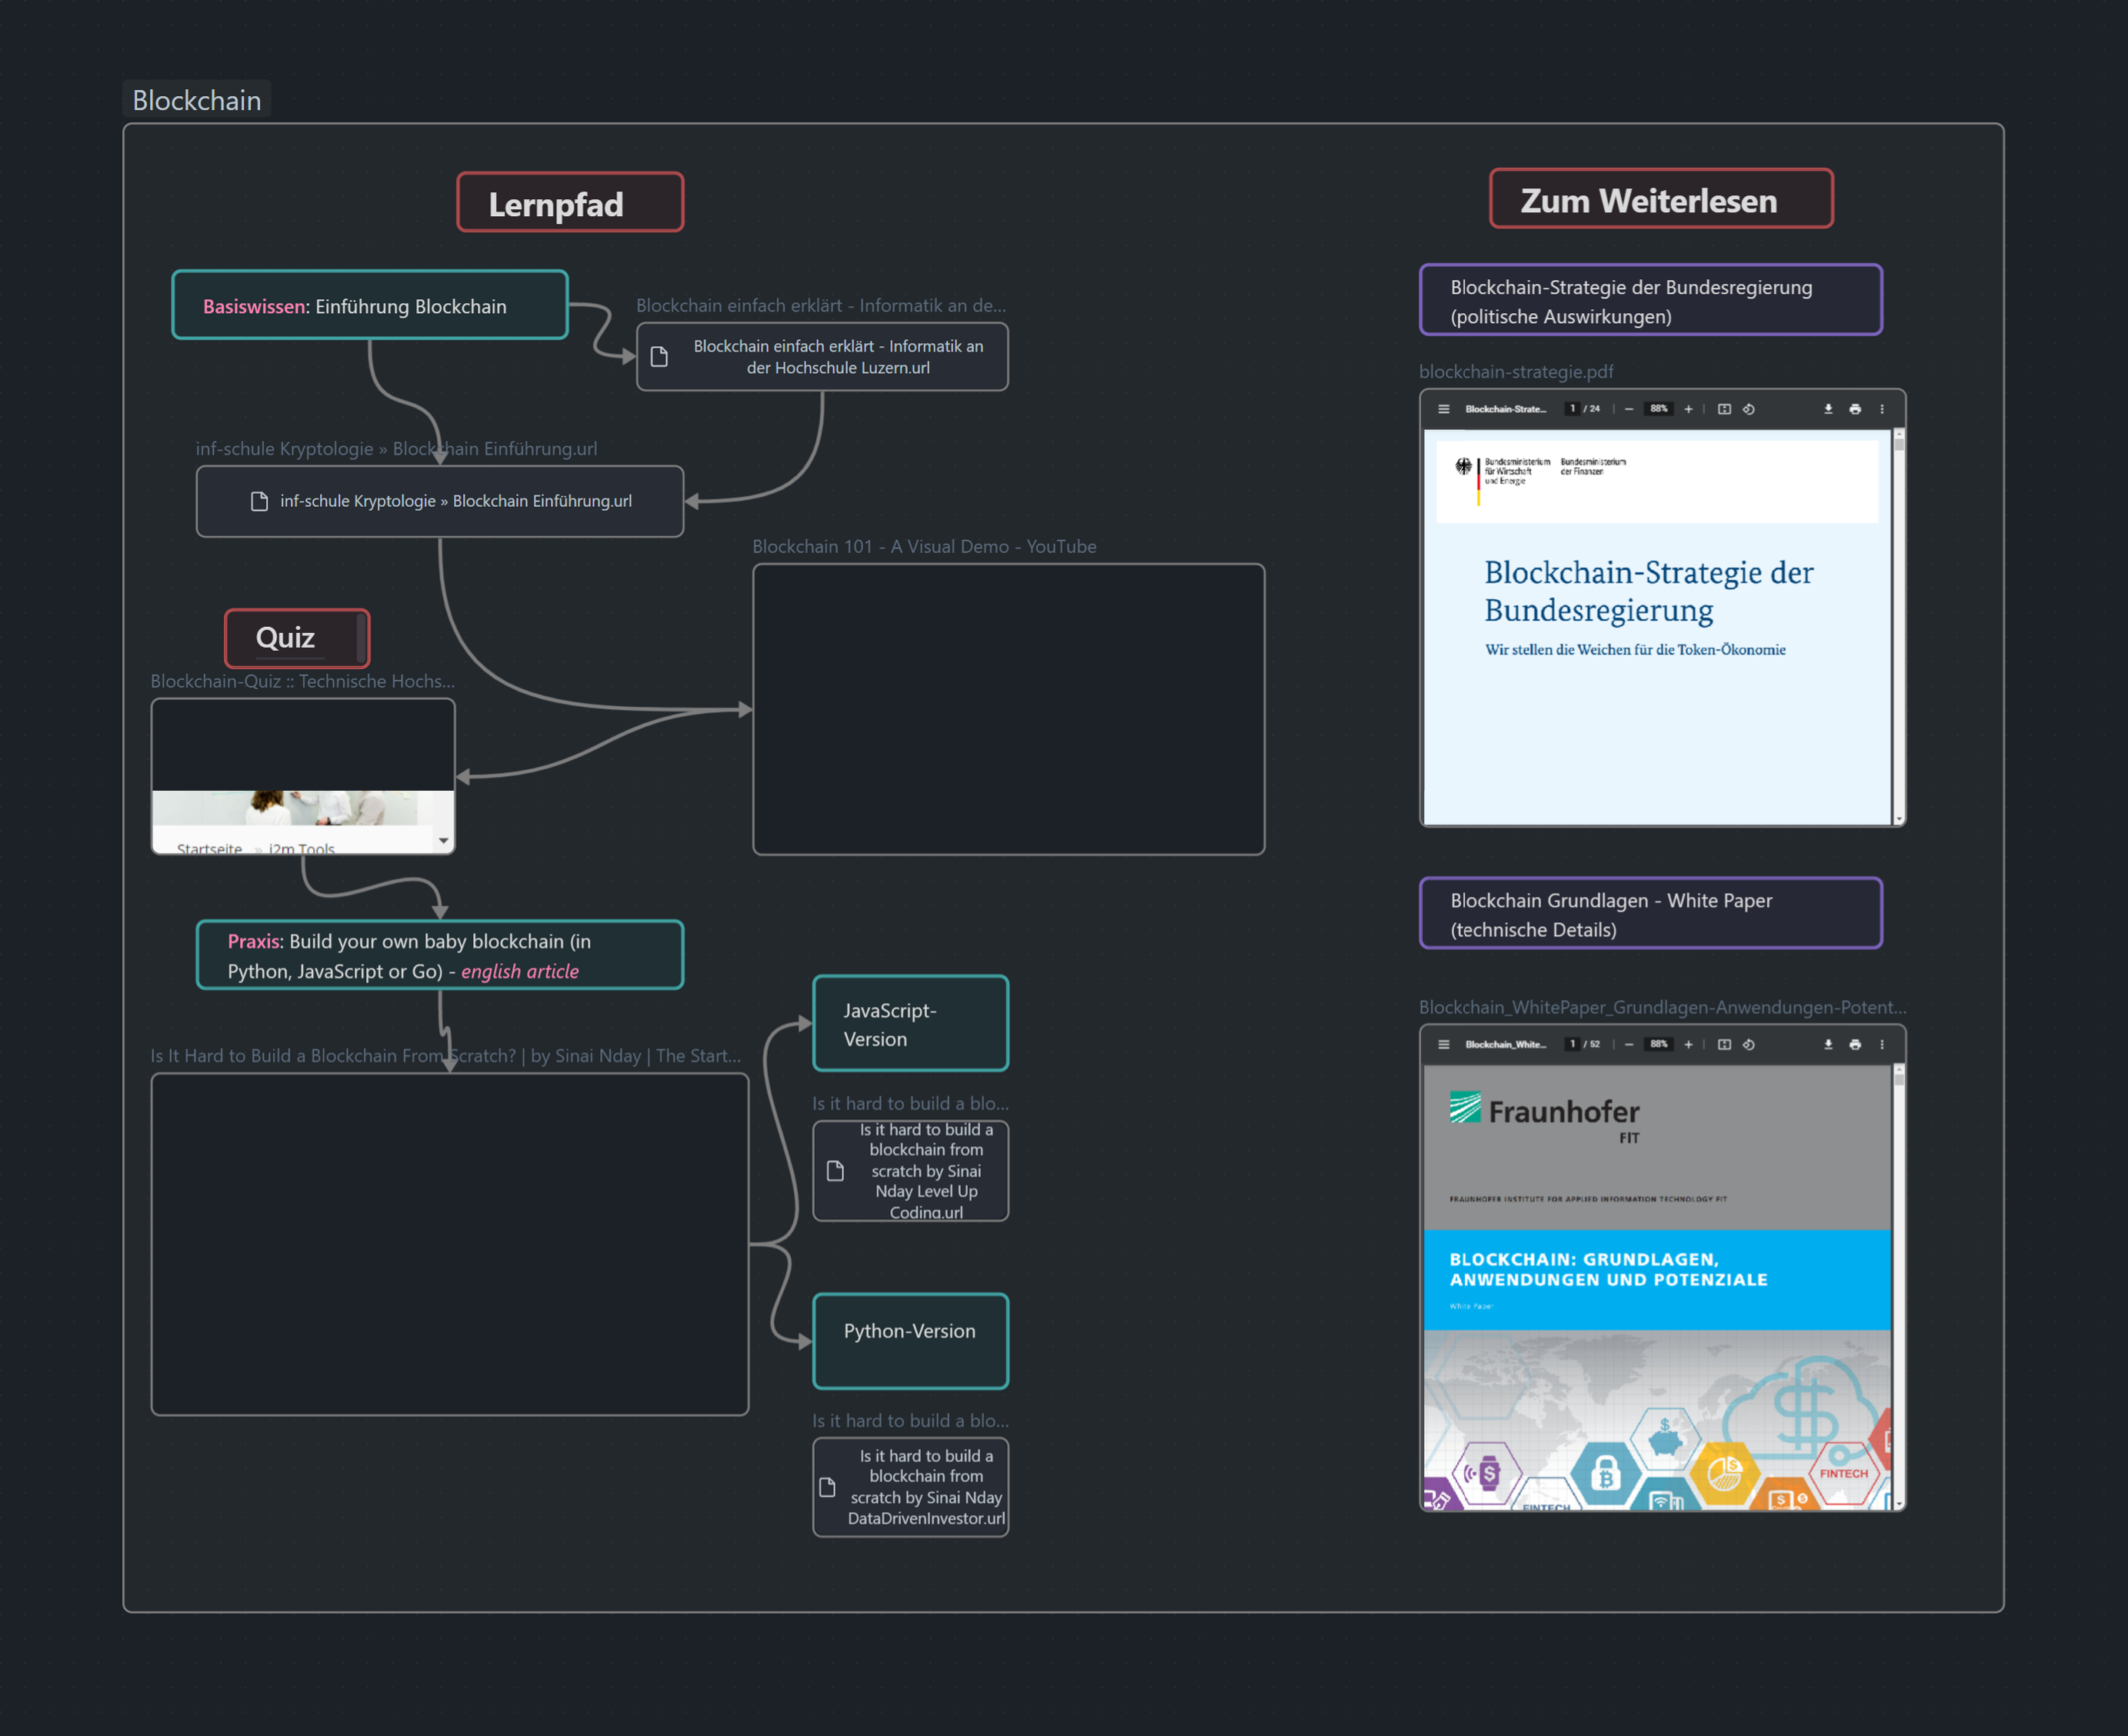 Blockchain
Lernpfad
Basiswissen: Einführung Blockchain
Blockchain einfach erklärt - Informatik an de...
Blockchain einfach erklärt - Informatik an
der Hochschule Luzern.url
inf-schule Kryptologie » Blockchain Einführung.url
inf-schule Kryptologie » Blockchain Einführung.url
Blockchain 101 - A Visual Demo - YouTube
Quiz
Blockchain-Quiz :: Technische Hochs...
Startseite » i2m Tools
Praxis: Build your own baby blockchain (in
Python, JavaScript or Go) - english article
Is It Hard to Build a Blockchain From Scratch? | by Sinai Nday | The Start...
JavaScript-
Version
Is it hard to build a blo...
Is it hard to build a
blockchain from
scratch by Sinai
Nday Level Up
Coding.url
Python-Version
Is it hard to build a blo...
Is it hard to build a
blockchain from
scratch by Sinai Nday
DataDrivenInvestor.url
Zum Weiterlesen
Blockchain-Strategie der Bundesregierung
(politische Auswirkungen)
blockchain-strategie.pdf
Blockchain-Strate... 1 / 24 88%
Bundesministerium
für Wirtschaft
und Energie
Bundesministerium
der Finanzen
Blockchain-Strategie der
Bundesregierung
Wir stellen die Weichen für die Token-Ökonomie
Blockchain Grundlagen - White Paper
(technische Details)
Blockchain_WhitePaper_Grundlagen-Anwendungen-Potent...
Blockchain_White... 1 / 52 88%
Fraunhofer
FIT
FRAUNHOFER INSTITUTE FOR APPLIED INFORMATION TECHNOLOGY FIT
BLOCKCHAIN: GRUNDLAGEN,
ANWENDUNGEN UND POTENZIALE
White Paper
FINTECH
FINTECH